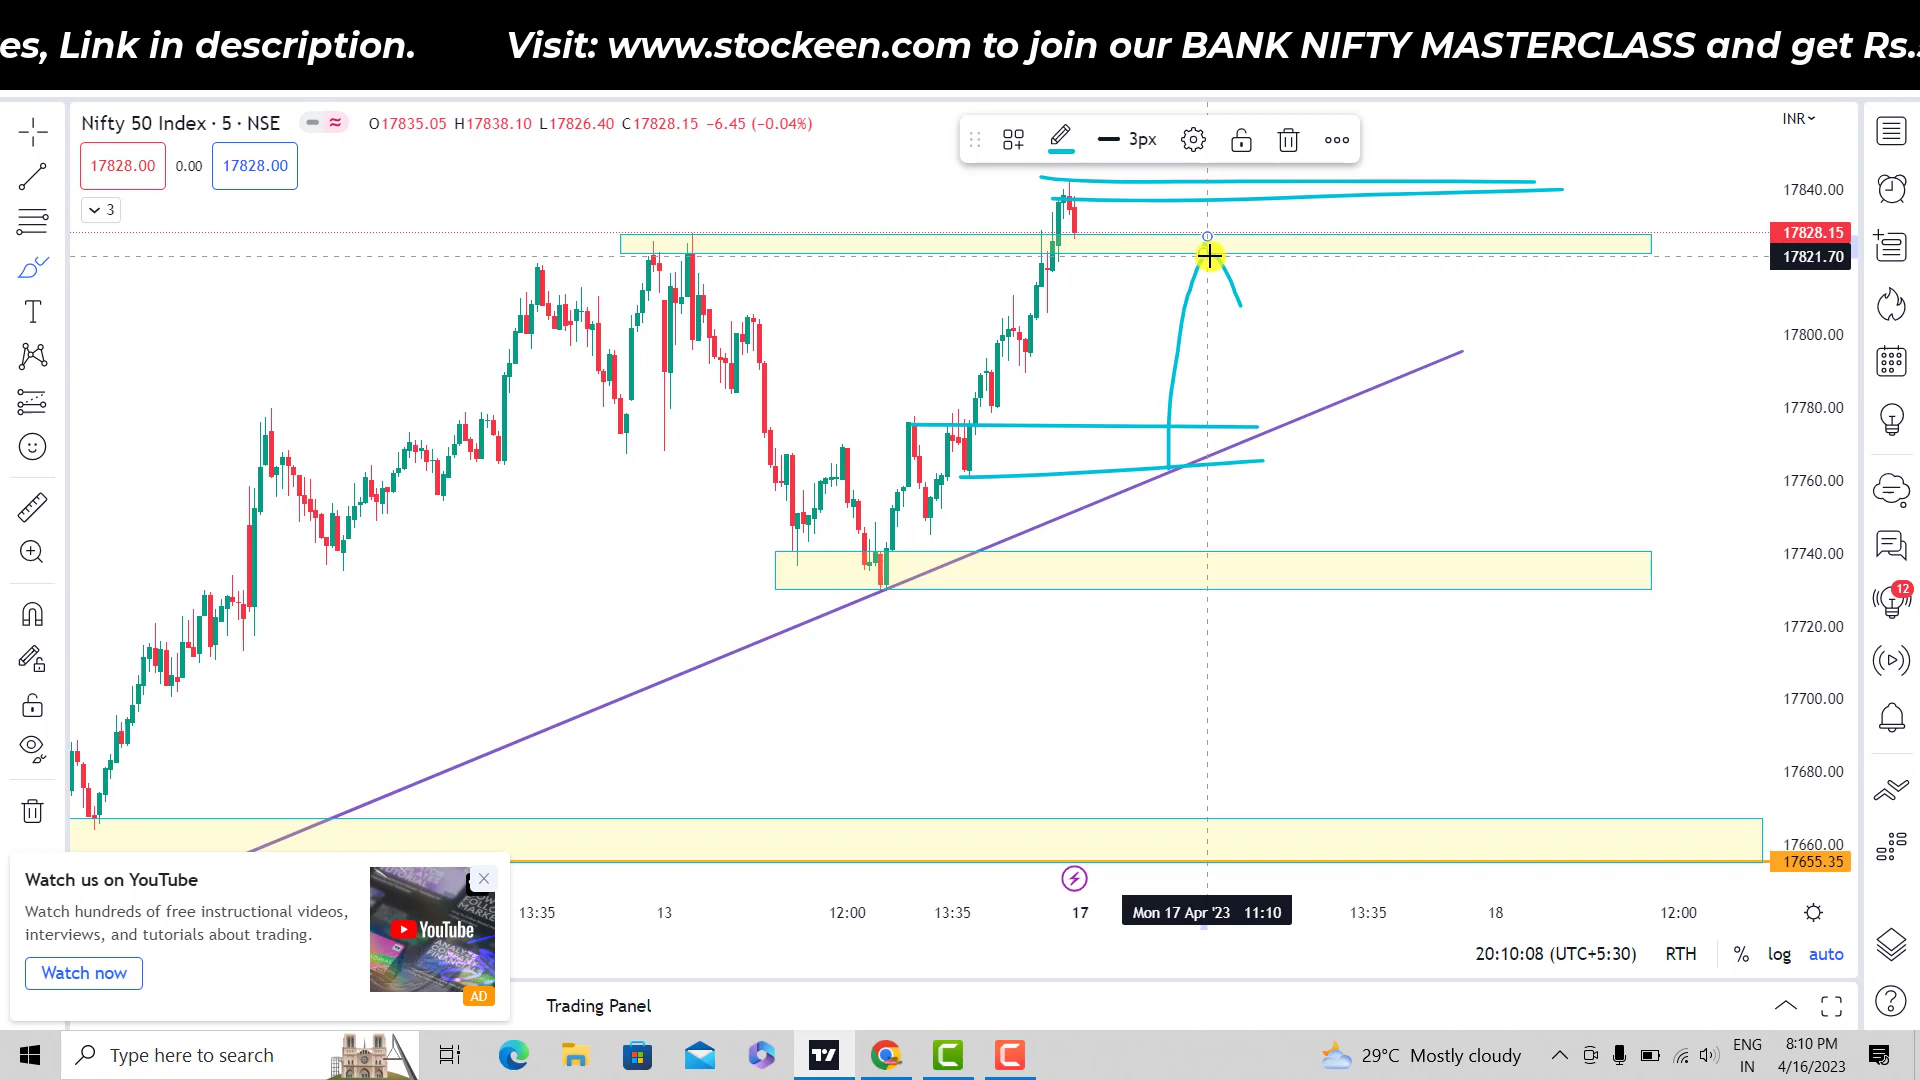 es, Link in description. Visit: www.stockeen.com to join our BANK NIFTY MASTERCLASS and get Rs.
Nifty 50 Index · 5 · NSE O17835.05 H17838.10 L17826.40 C17828.15 −6.45 (−0.04%)
17828.00 0.00 17828.00
3
3px
INR
17840.00
17828.15
17821.70
17800.00
17780.00
17760.00
17740.00
17720.00
17700.00
17680.00
17660.00
17655.35
12
13:35 13 12:00 13:35 17 Mon 17 Apr '23 11:10 13:35 18 12:00
20:10:08 (UTC+5:30) RTH % log auto
Watch us on YouTube
Watch hundreds of free instructional videos,
interviews, and tutorials about trading.
Watch now
YouTube
AD
Trading Panel
Type here to search
29°C Mostly cloudy
ENG
IN
8:10 PM
4/16/2023